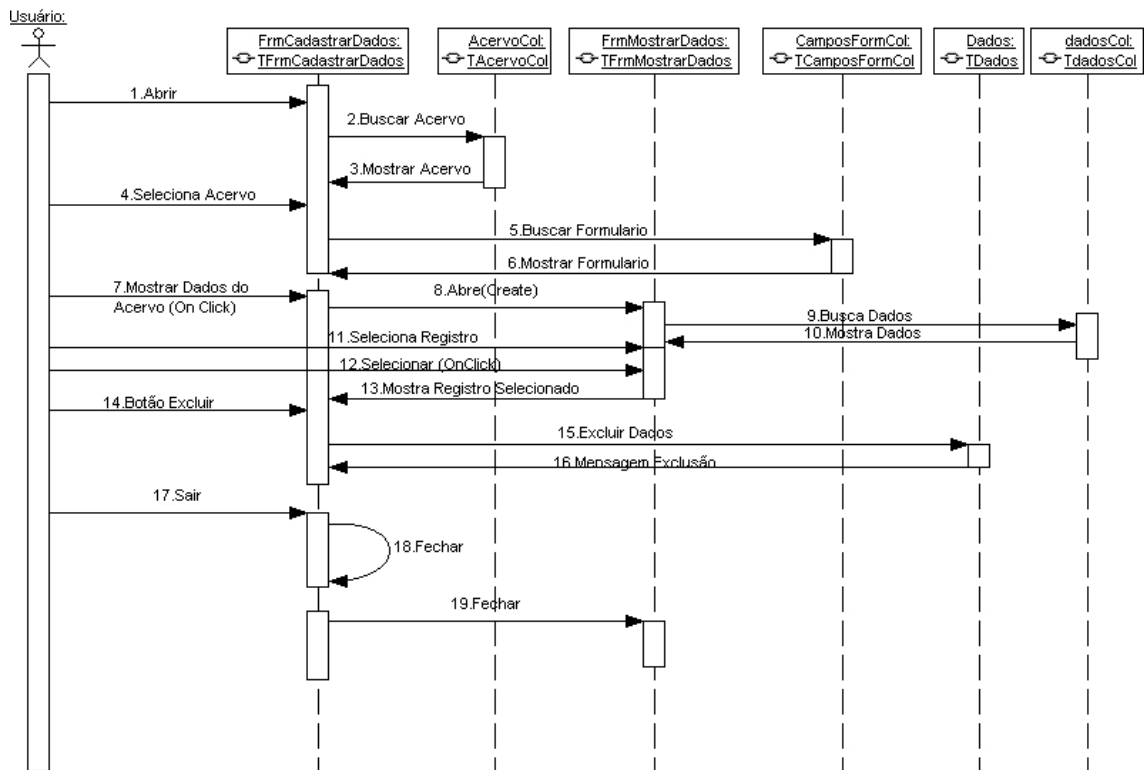 Usuário:
FrmCadastrarDados:
TFrmCadastrarDados
AcervoCol:
TAcervoCol
FrmMostrarDados:
TFrmMostrarDados
CamposFormCol:
TCamposFormCol
Dados:
TDados
dadosCol:
TdadosCol
1.Abrir
2.Buscar Acervo
3.Mostrar Acervo
4.Seleciona Acervo
5.Buscar Formulario
6.Mostrar Formulario
7.Mostrar Dados do
Acervo (On Click)
8.Abre(Create)
9.Busca Dados
10.Mostra Dados
11.Seleciona Registro
12.Selecionar (OnClick)
13.Mostra Registro Selecionado
14.Botão Excluir
15.Excluir Dados
16.Mensagem Exclusão
17.Sair
18.Fechar
19.Fechar